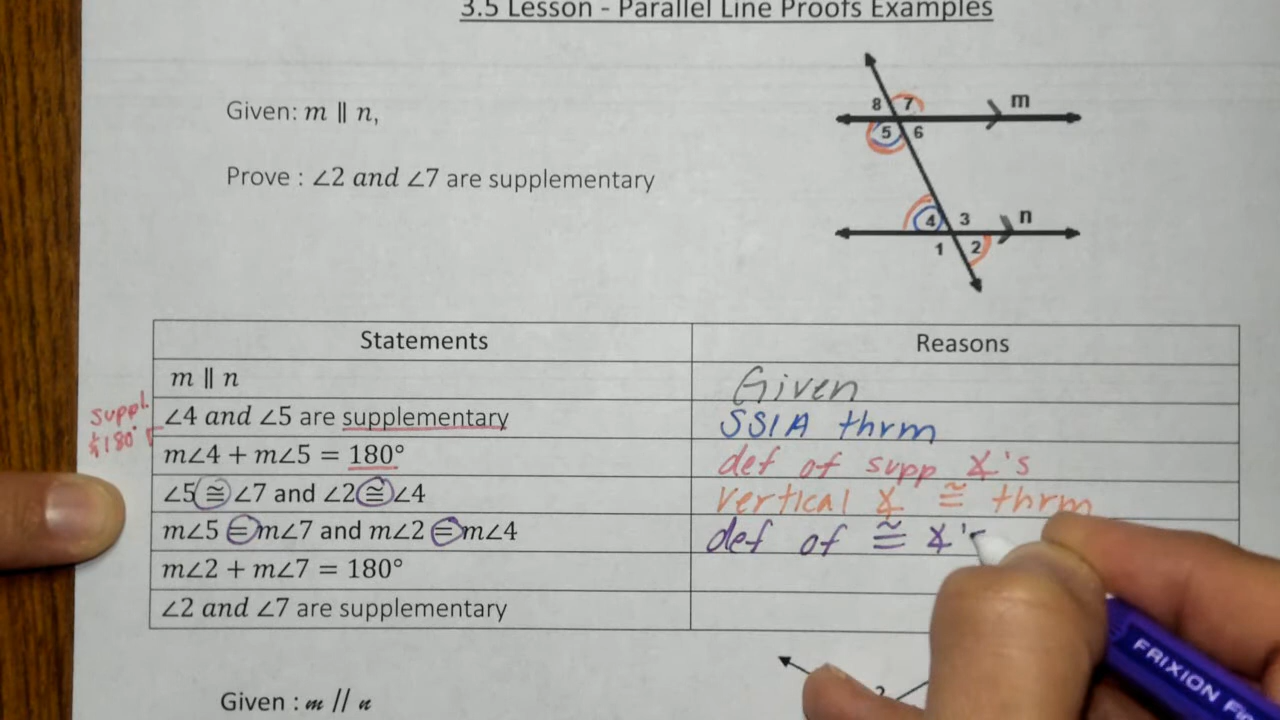 3.5 Lesson - Parallel Line Proofs Examples
Given: m ∥ n,
Prove : ∠2 and ∠7 are supplementary
8 7 m
5 6
4 3 n
1 2
Statements Reasons
m ∥ n Given
∠4 and ∠5 are supplementary SSIA thrm
suppl.
∡180°
m∠4 + m∠5 = 180° def of supp ∡'s
∠5 ≅ ∠7 and ∠2 ≅ ∠4 vertical ∡ ≅ thrm
m∠5 = m∠7 and m∠2 = m∠4 def of ≅ ∡'s
m∠2 + m∠7 = 180°
∠2 and ∠7 are supplementary
Given : m // n
FRIXION